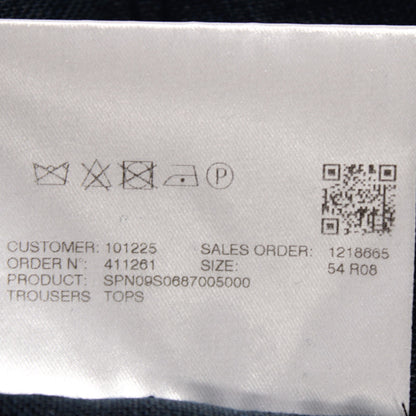 P
CUSTOMER: 101225 SALES ORDER: 1218665
ORDER N°: 411261 SIZE: 54 R08
PRODUCT: SPN09S0687005000
TROUSERS TOPS